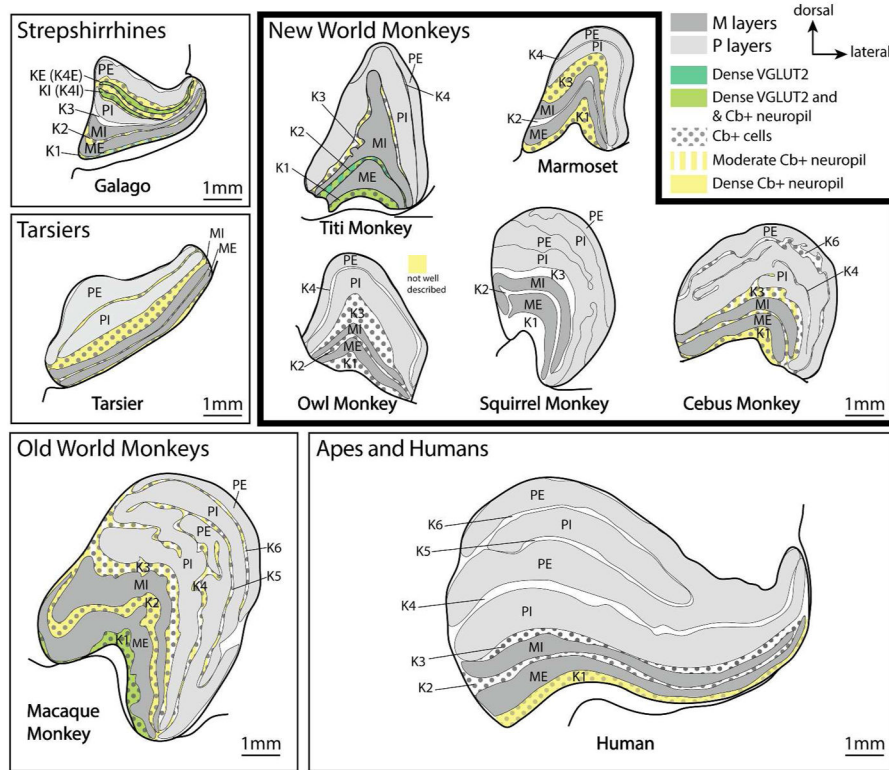 Strepshirrhines
PE
KE (K4E)
KI (K4I)
K3
PI
K2
MI
ME
K1
Galago
1mm
Tarsiers
MI
ME
PE
PI
Tarsier
1mm
New World Monkeys
PE
K4
K3
PI
K2
MI
K1
ME
Titi Monkey
K4
PE
PI
K3
MI
K2
K1
ME
Marmoset
PE
K4
PI
K3
MI
ME
K2
K1
Owl Monkey
not well
described
PE
PI
PE
PI
K3
MI
K2
ME
K1
Squirrel Monkey
PE
K6
PI
K4
K3
MI
ME
K1
Cebus Monkey
1mm
M layers
P layers
Dense VGLUT2
Dense VGLUT2 and
& Cb+ neuropil
Cb+ cells
Moderate Cb+ neuropil
Dense Cb+ neuropil
dorsal
lateral
Old World Monkeys
PE
PI
PE
K6
PI
K3
K5
MI
K4
K2
K1
ME
Macaque
Monkey
1mm
Apes and Humans
PE
K6
PI
K5
PE
K4
PI
MI
K3
ME
K1
K2
Human
1mm